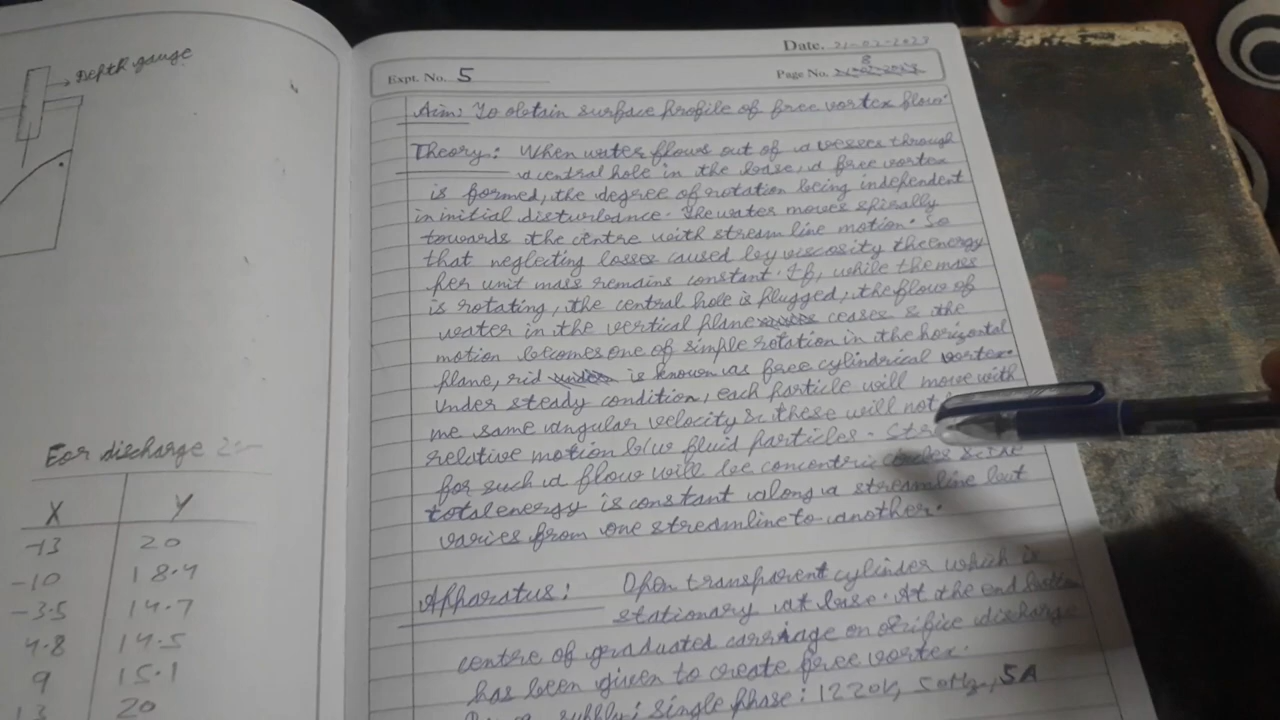 Depth gauge
For discharge 2
X Y
-13 20
-10 18.4
-3.5 14.7
4.8 14.5
9 15.1
13 20
Date. 21-02-2023
Expt. No. 5
Page No. 8
Aim: To obtain surface profile of free vortex flow.
Theory: When water flows out of a vessel through
a central hole in the base, a free vortex
is formed, the degree of rotation being independent
in initial disturbance. The water moves spirally
towards the centre with stream line motion. So
that neglecting losses caused by viscosity the energy
per unit mass remains constant. If, while the mass
is rotating, the central hole is plugged, the flow of
water in the vertical plane ceases & the
motion becomes one of simple rotation in the horizontal
plane, rid is known as free cylindrical vortex.
Under steady condition, each particle will move with
me same angular velocity & these will not
relative motion b/w fluid particles.
for such a flow will be concentric circles & the
total energy is constant along a streamline but
varies from one streamline to another.
Apparatus: Open transparent cylinder which is
stationary at base. At the end bottom
centre of graduated carriage on orifice discharge
has been given to create free vortex.
supply: single phase: 1220V, 50Hz, 5A